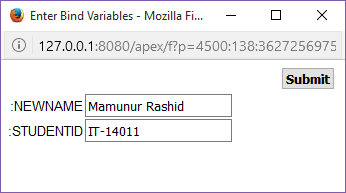 Enter Bind Variables - Mozilla Fi...
127.0.0.1:8080/apex/f?p=4500:138:3627256975
Submit
:NEWNAME Mamunur Rashid
:STUDENTID IT-14011